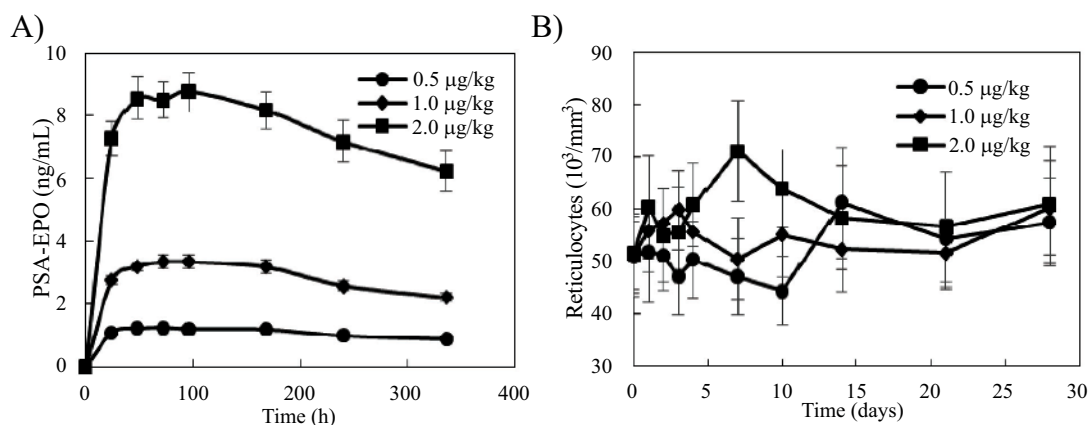 A)
10
8
6
4
2
0
PSA-EPO (ng/mL)
0.5 µg/kg
1.0 µg/kg
2.0 µg/kg
0
100
200
300
400
Time (h)
B)
90
80
70
60
50
40
30
Reticulocytes (10³/mm³)
0.5 µg/kg
1.0 µg/kg
2.0 µg/kg
0
5
10
15
20
25
30
Time (days)